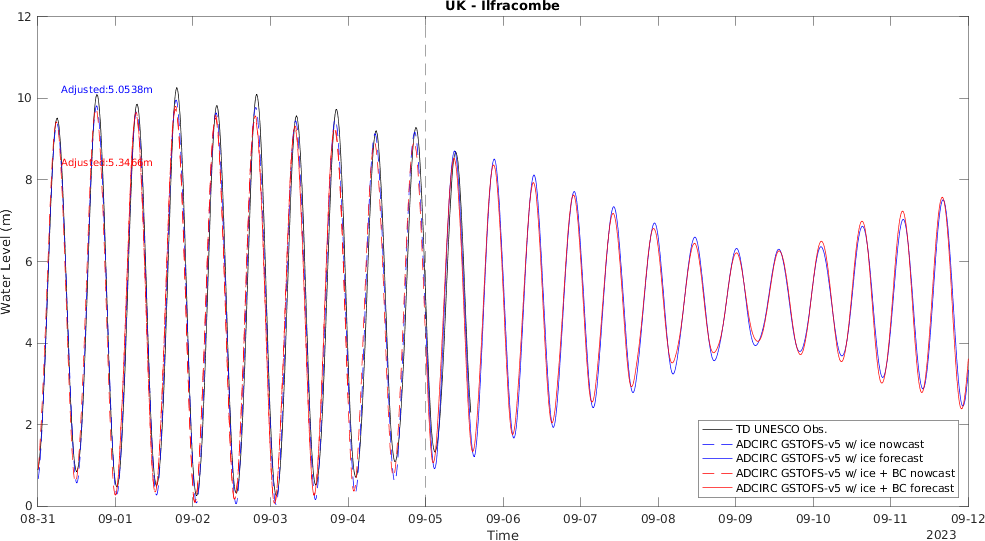 UK - Ilfracombe
Water Level (m)
12
10
8
6
4
2
0
Adjusted:5.0538m
Adjusted:5.3466m
TD UNESCO Obs.
ADCIRC GSTOFS-v5 w/ ice nowcast
ADCIRC GSTOFS-v5 w/ ice forecast
ADCIRC GSTOFS-v5 w/ ice + BC nowcast
ADCIRC GSTOFS-v5 w/ ice + BC forecast
08-31 09-01 09-02 09-03 09-04 09-05 09-06 09-07 09-08 09-09 09-10 09-11 09-12
Time
2023